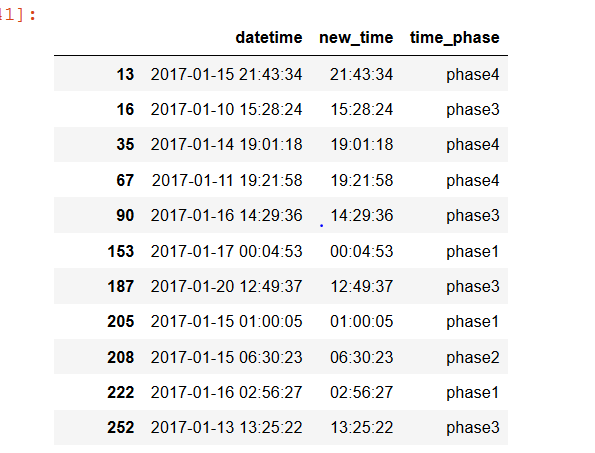 41]:
datetime new_time time_phase
13 2017-01-15 21:43:34 21:43:34 phase4
16 2017-01-10 15:28:24 15:28:24 phase3
35 2017-01-14 19:01:18 19:01:18 phase4
67 2017-01-11 19:21:58 19:21:58 phase4
90 2017-01-16 14:29:36 14:29:36 phase3
153 2017-01-17 00:04:53 00:04:53 phase1
187 2017-01-20 12:49:37 12:49:37 phase3
205 2017-01-15 01:00:05 01:00:05 phase1
208 2017-01-15 06:30:23 06:30:23 phase2
222 2017-01-16 02:56:27 02:56:27 phase1
252 2017-01-13 13:25:22 13:25:22 phase3